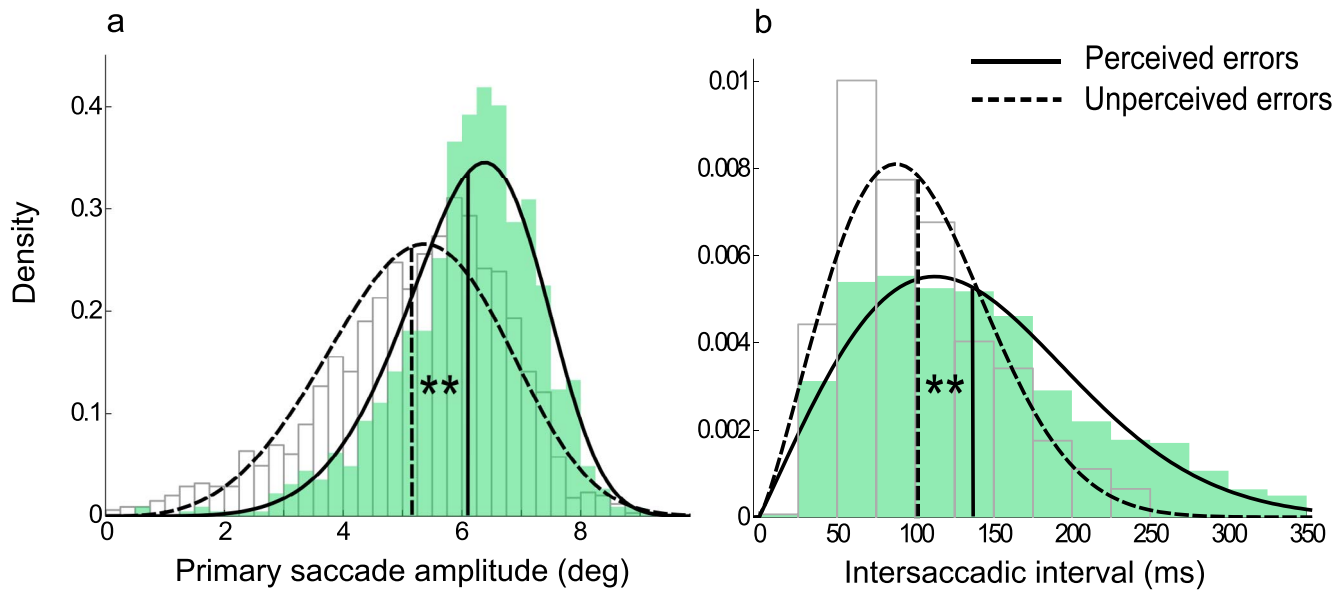 a
Density
0.4
0.3
0.2
0.1
0
0 2 4 6 8
**
Primary saccade amplitude (deg)
b
Perceived errors
Unperceived errors
0.01
0.008
0.006
0.004
0.002
0
0 50 100 150 200 250 300 350
**
Intersaccadic interval (ms)